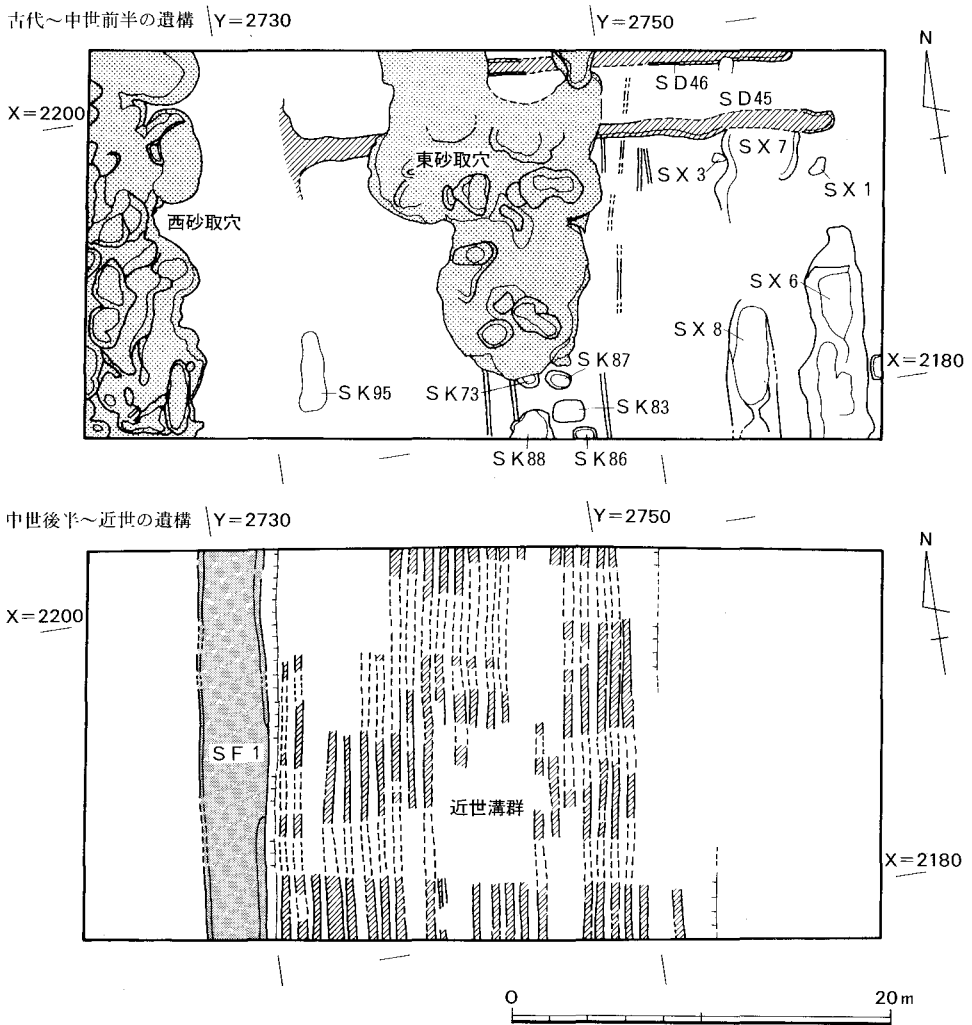 古代～中世前半の遺構
Y=2730
Y=2750
N
X=2200
SD46
SD45
東砂取穴
SX3
SX7
SX1
西砂取穴
SX6
SX8
SK87
X=2180
SK95
SK73
SK83
SK88
SK86
中世後半～近世の遺構
Y=2730
Y=2750
N
X=2200
SF1
近世溝群
X=2180
0
20m